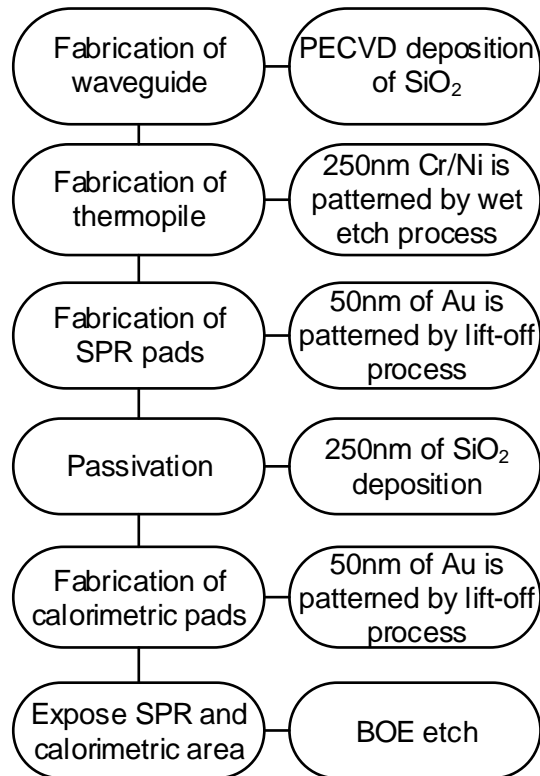 Fabrication of
waveguide
PECVD deposition
of SiO₂
Fabrication of
thermopile
250nm Cr/Ni is
patterned by wet
etch process
Fabrication of
SPR pads
50nm of Au is
patterned by lift-off
process
Passivation
250nm of SiO₂
deposition
Fabrication of
calorimetric pads
50nm of Au is
patterned by lift-off
process
Expose SPR and
calorimetric area
BOE etch